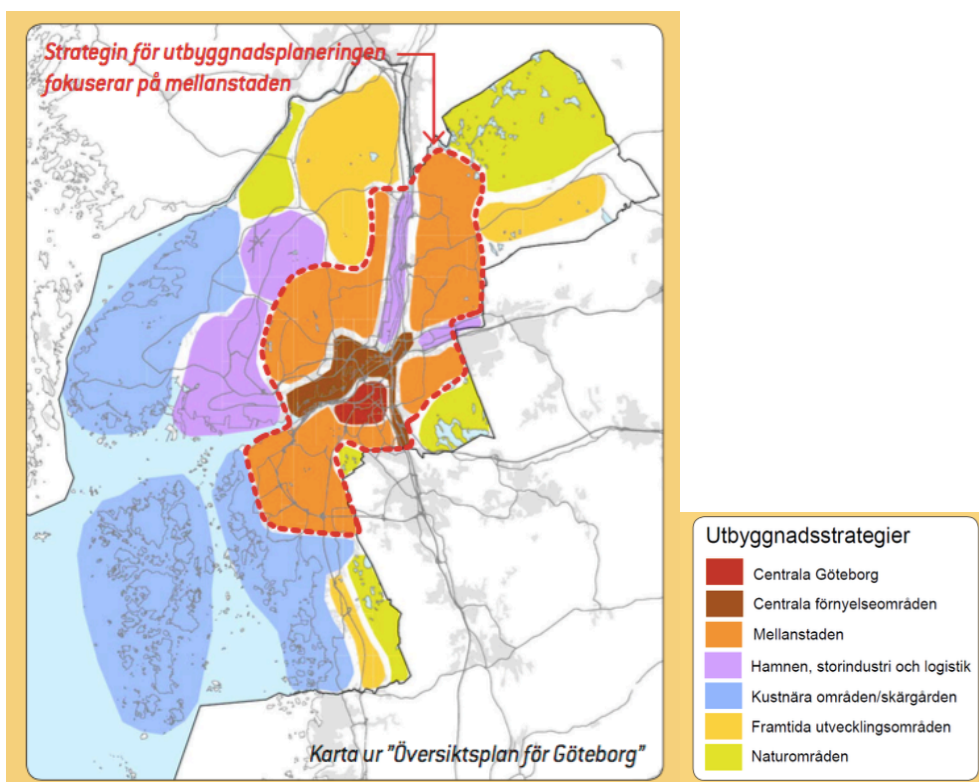 Strategin för utbyggnadsplaneringen
fokuserar på mellanstaden
Karta ur "Översiktsplan för Göteborg"
Utbyggnadsstrategier
Centrala Göteborg
Centrala förnyelseområden
Mellanstaden
Hamnen, storindustri och logistik
Kustnära områden/skärgården
Framtida utvecklingsområden
Naturområden